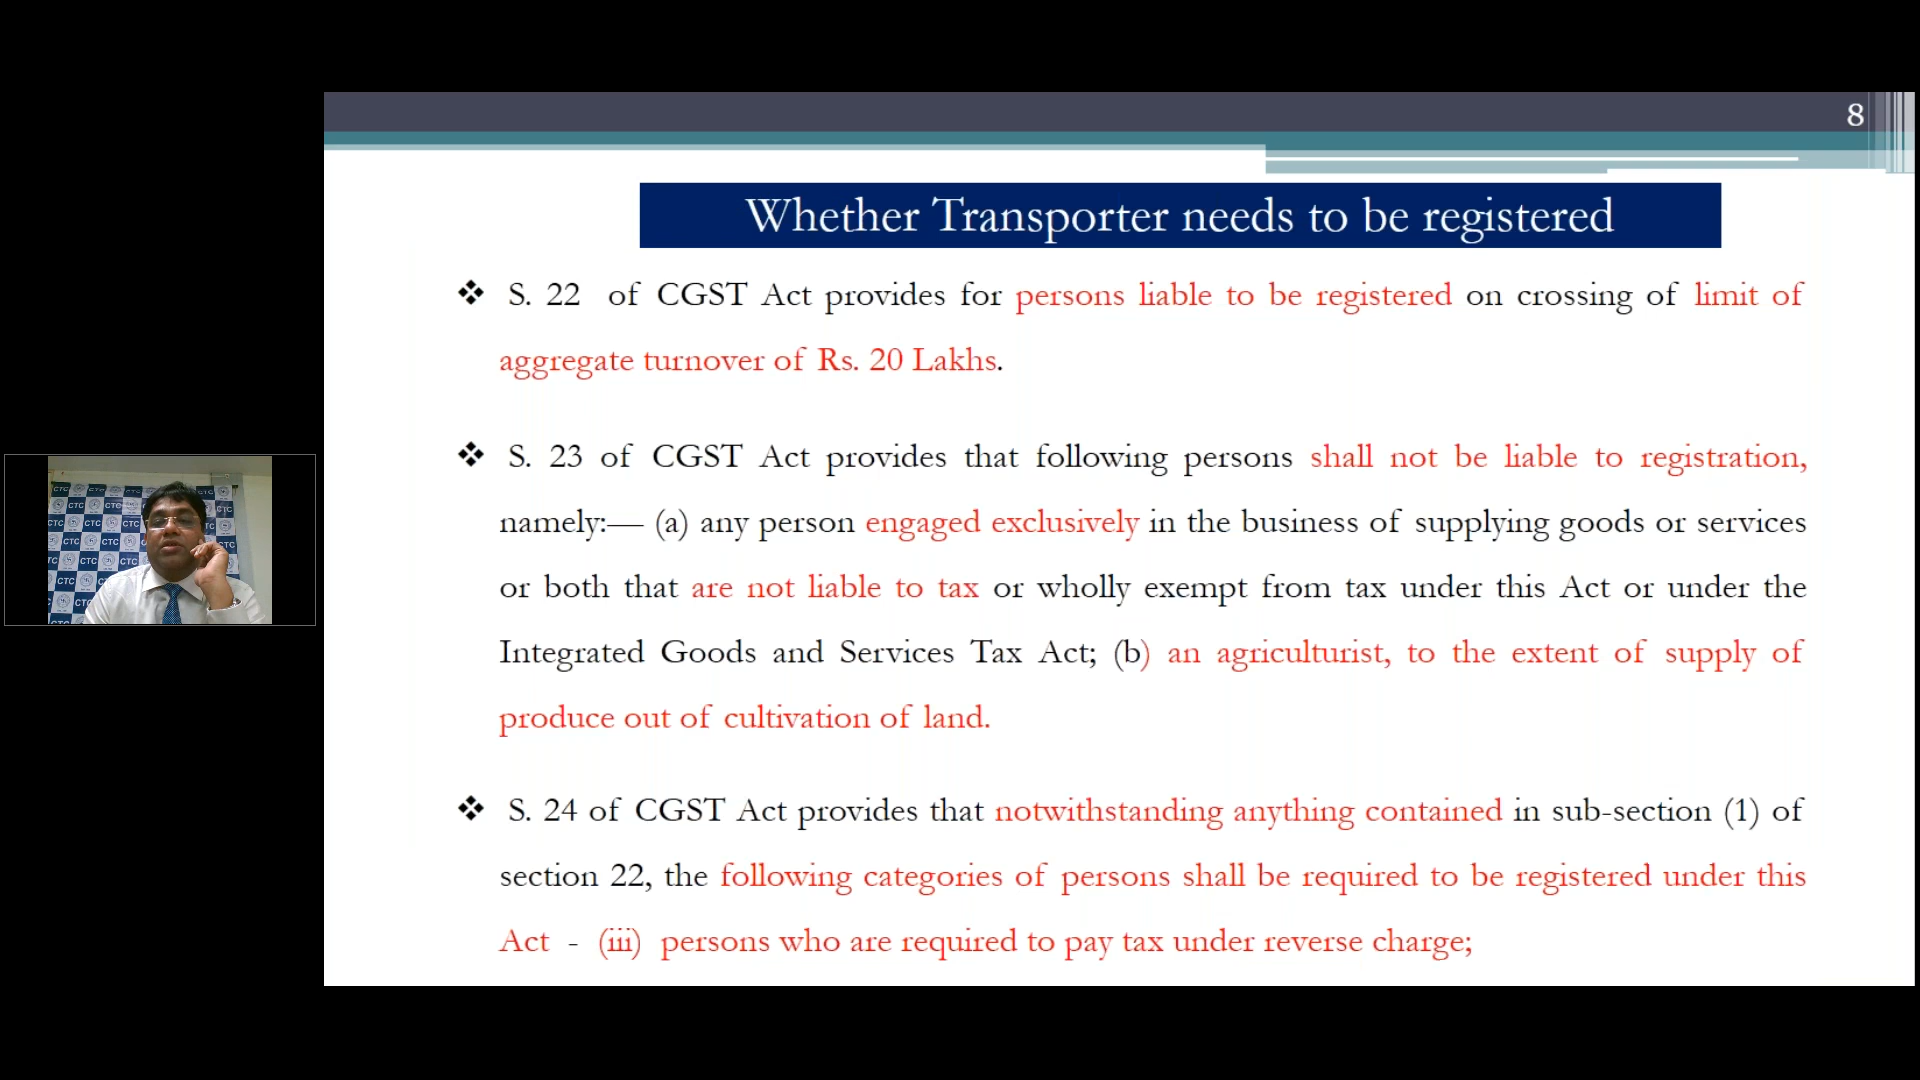 8
Whether Transporter needs to be registered
❖ S. 22 of CGST Act provides for persons liable to be registered on crossing of limit of
aggregate turnover of Rs. 20 Lakhs.
❖ S. 23 of CGST Act provides that following persons shall not be liable to registration,
namely:— (a) any person engaged exclusively in the business of supplying goods or services
or both that are not liable to tax or wholly exempt from tax under this Act or under the
Integrated Goods and Services Tax Act; (b) an agriculturist, to the extent of supply of
produce out of cultivation of land.
❖ S. 24 of CGST Act provides that notwithstanding anything contained in sub-section (1) of
section 22, the following categories of persons shall be required to be registered under this
Act - (iii) persons who are required to pay tax under reverse charge;
CTC